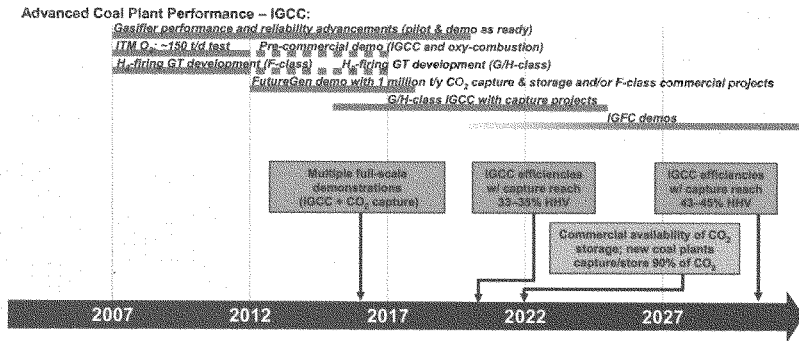 Advanced Coal Plant Performance – IGCC:
Gasifier performance and reliability advancements (pilot & demo as ready)
ITM O₂: ~150 t/d test Pre-commercial demo (IGCC and oxy-combustion)
H₂-firing GT development (F-class) H₂-firing GT development (G/H-class)
FutureGen demo with 1 million t/y CO₂ capture & storage and/or F-class commercial projects
G/H-class IGCC with capture projects
IGFC demos
Multiple full-scale
demonstrations
(IGCC + CO₂ capture)
IGCC efficiencies
w/ capture reach
33–35% HHV
IGCC efficiencies
w/ capture reach
43–45% HHV
Commercial availability of CO₂
storage; new coal plants
capture/store 90% of CO₂
2007 2012 2017 2022 2027